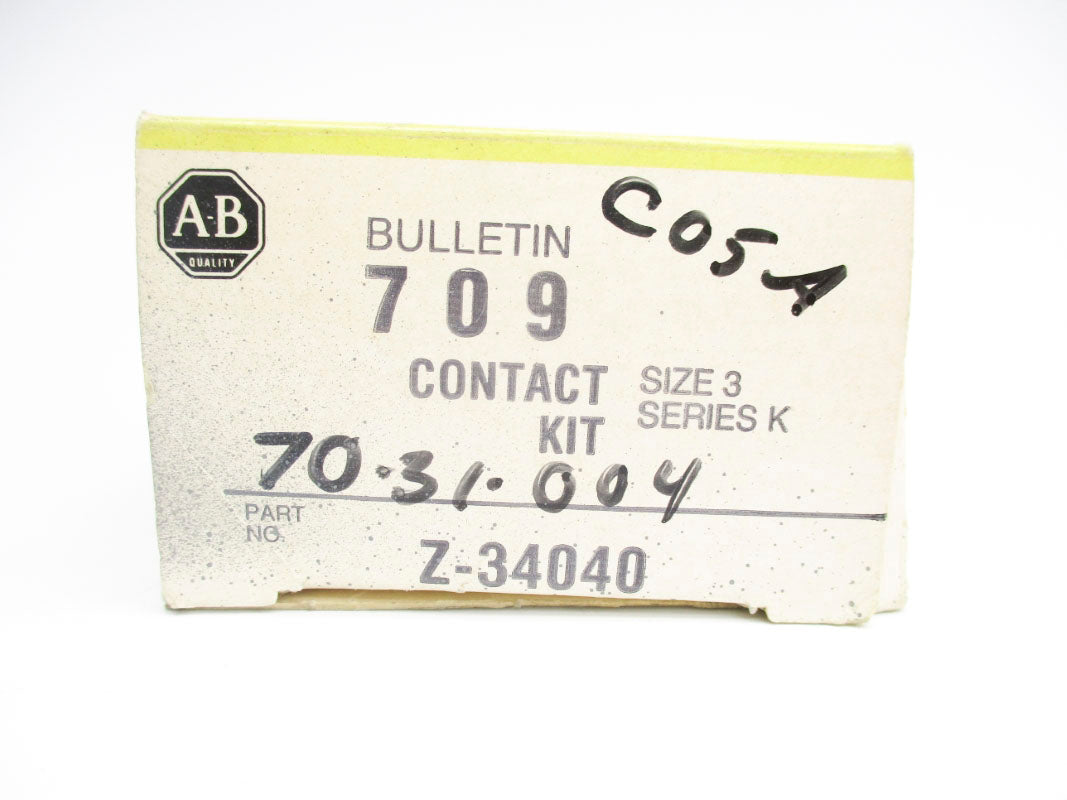 A-B
QUALITY
BULLETIN
709
C05A
CONTACT
KIT
SIZE 3
SERIES K
70.31.004
PART
NO.
Z-34040